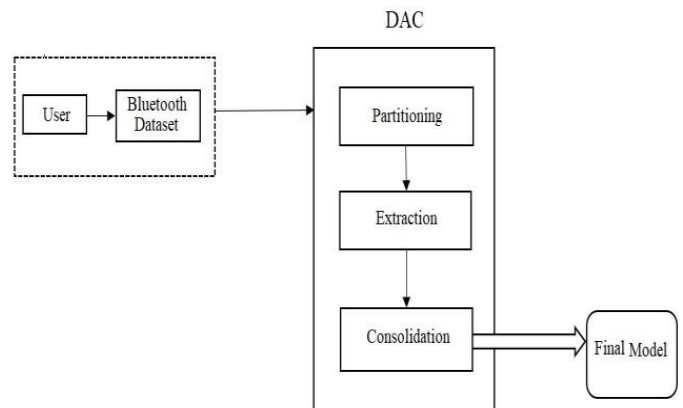 DAC
User
Bluetooth
Dataset
Partitioning
Extraction
Consolidation
Final Model